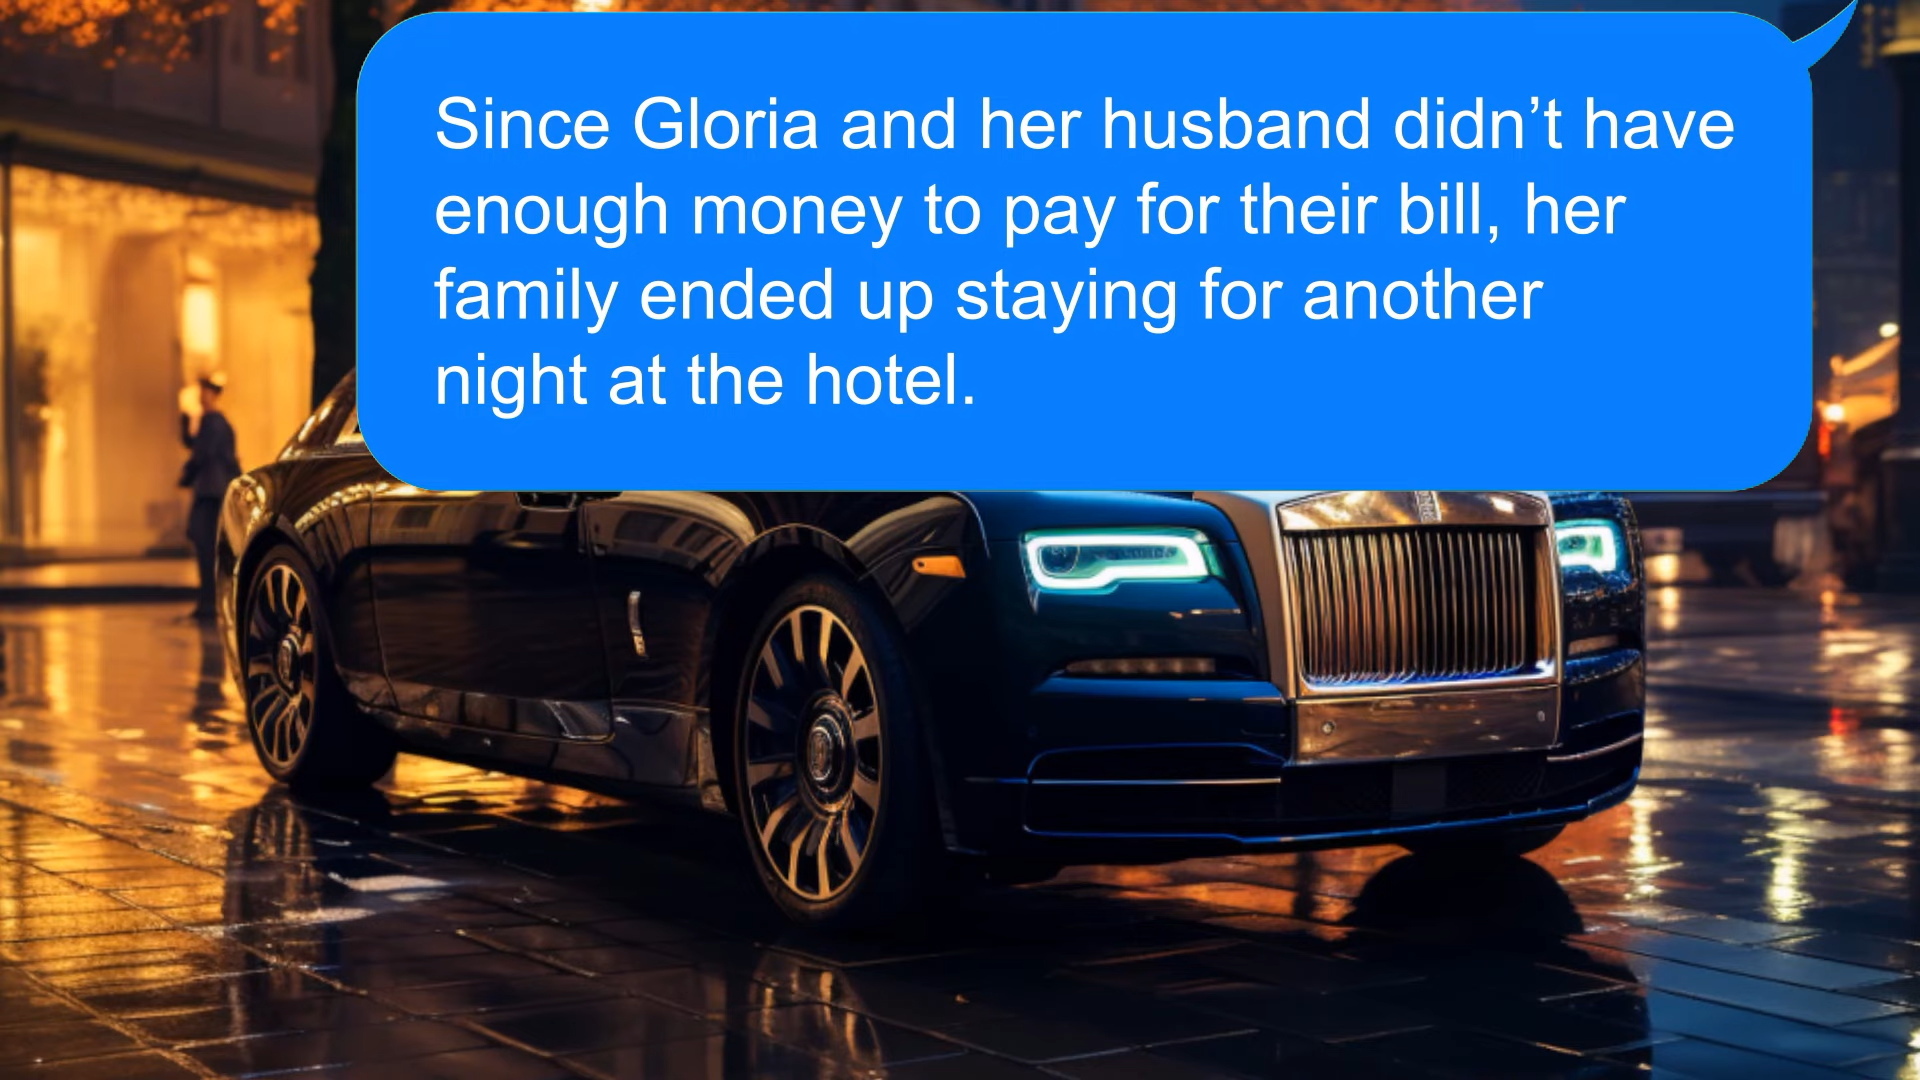 Since Gloria and her husband didn’t have
enough money to pay for their bill, her
family ended up staying for another
night at the hotel.